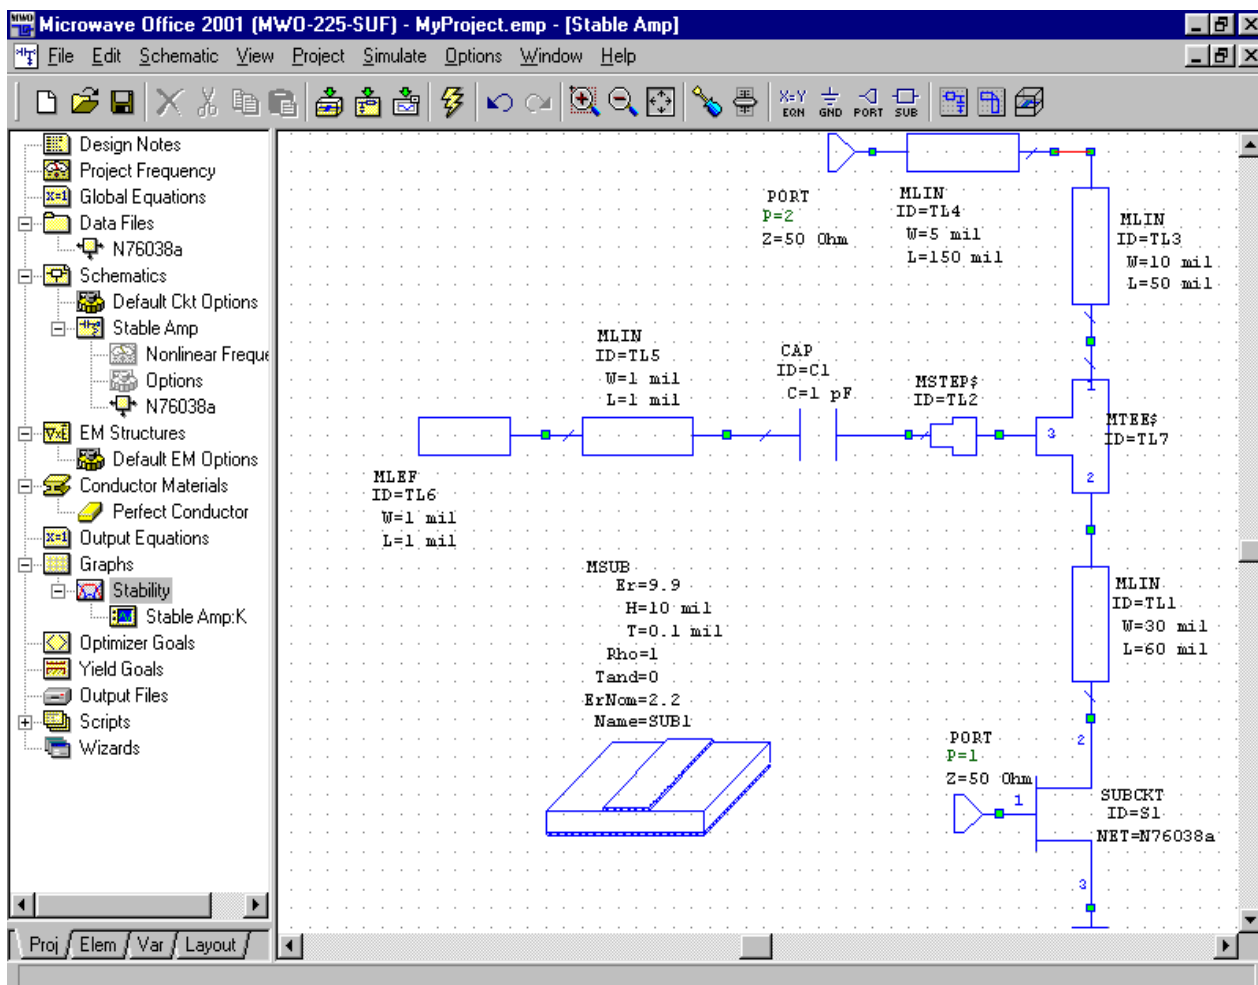 MWO Microwave Office 2001 (MWO-225-SUF) - MyProject.emp - [Stable Amp]
File Edit Schematic View Project Simulate Options Window Help
X=Y EQN GND PORT SUB
Design Notes
Project Frequency
X=1 Global Equations
Data Files
N76038a
Schematics
Default Ckt Options
Stable Amp
Nonlinear Freque
Options
N76038a
EM Structures
Default EM Options
Conductor Materials
Perfect Conductor
X=1 Output Equations
Graphs
Stability
Stable Amp:K
Optimizer Goals
Yield Goals
Output Files
Scripts
Wizards
Proj Elem Var Layout
PORT
P=2
Z=50 Ohm
MLIN
ID=TL4
W=5 mil
L=150 mil
MLIN
ID=TL3
W=10 mil
L=50 mil
MLIN
ID=TL5
W=1 mil
L=1 mil
CAP
ID=C1
C=1 pF
MSTEP$
ID=TL2
1
3
2
MTEE$
ID=TL7
MLEF
ID=TL6
W=1 mil
L=1 mil
MSUB
Er=9.9
H=10 mil
T=0.1 mil
Rho=1
Tand=0
ErNom=2.2
Name=SUB1
MLIN
ID=TL1
W=30 mil
L=60 mil
PORT
P=1
Z=50 Ohm
2
1
3
SUBCKT
ID=S1
NET=N76038a